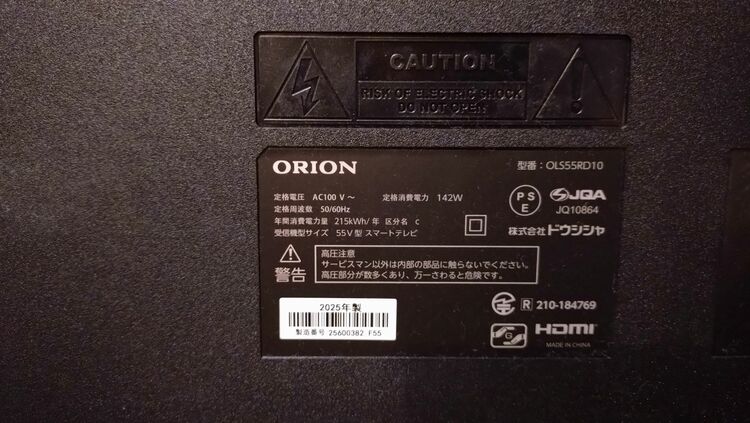 CAUTION
RISK OF ELECTRIC SHOCK
DO NOT OPEN
ORION
型番：OLS55RD10
定格電圧 AC100 V～ 定格消費電力 142W
定格周波数 50/60Hz
年間消費電力量 215kWh/年 区分名 c
受信機型サイズ 55V型 スマートテレビ
P S
E
JQA
JQ10864
株式会社ドウシシャ
警告
高圧注意
サービスマン以外は内部の部品に触らないでください。
高圧部分が数多くあり、万一さわると危険です。
2025年製
製造番号 25600382 F55
R 210-184769
G
HDMI
MADE IN CHINA